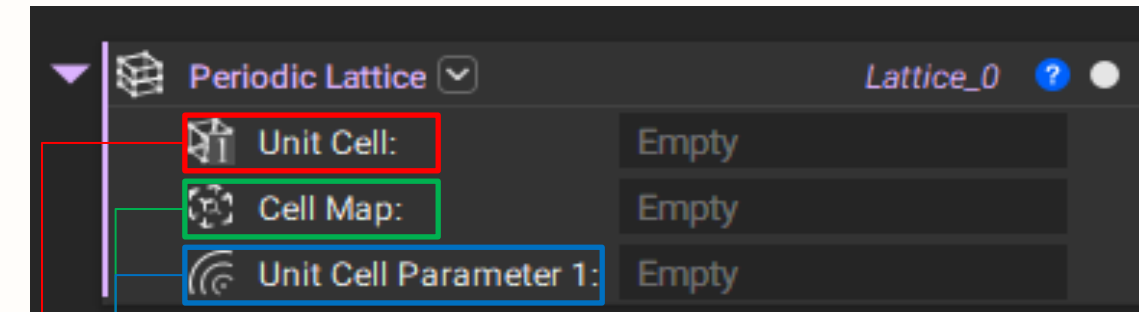 Periodic Lattice Lattice_0 ?
Unit Cell: Empty
Cell Map: Empty
Unit Cell Parameter 1: Empty